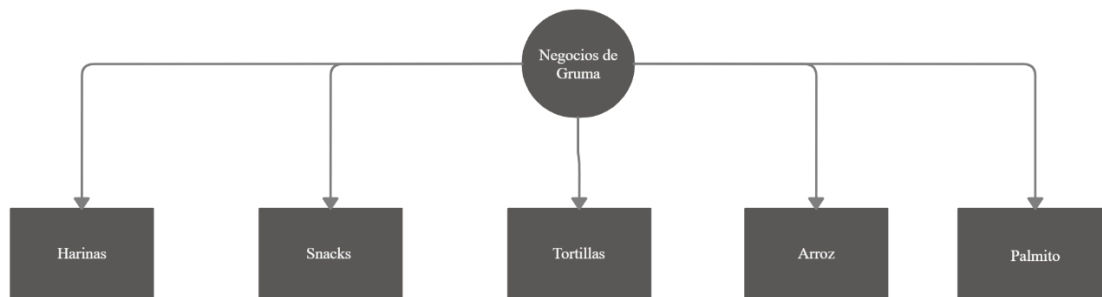 Negocios de
Gruma
Harinas
Snacks
Tortillas
Arroz
Palmito